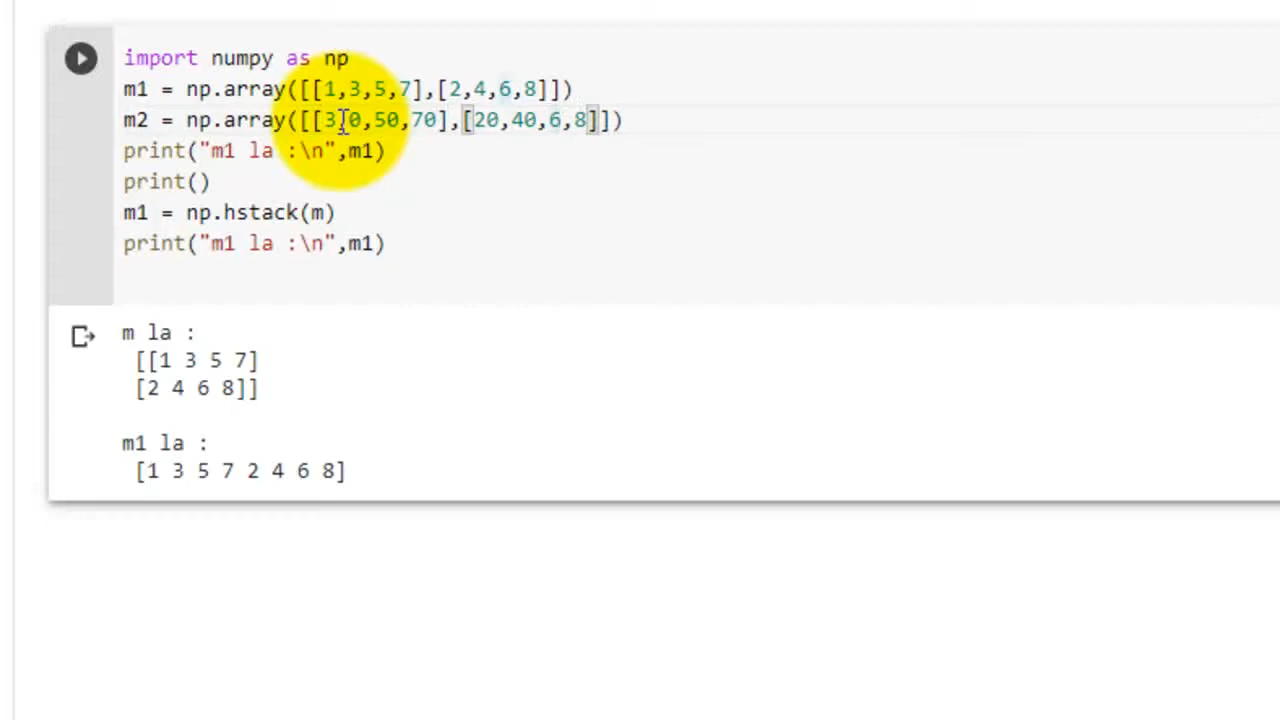 import numpy as np
m1 = np.array([[1,3,5,7],[2,4,6,8]])
m2 = np.array([[3,0,50,70],[20,40,6,8]])
print("m1 la :\n",m1)
print()
m1 = np.hstack(m)
print("m1 la :\n",m1)
m la :
[[1 3 5 7]
[2 4 6 8]]
m1 la :
[1 3 5 7 2 4 6 8]